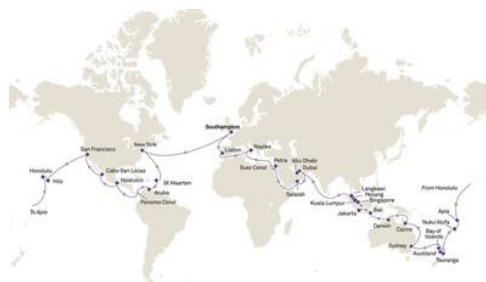 Southampton
New York
San Francisco
Lisbon
Naples
Abu Dhabi
Petra
Dubai
Suez Canal
Honolulu
Hilo
Cabo San Lucas
Huatulco
Aruba
St Maarten
Panama Canal
Salalah
Langkawi
Penang
Singapore
Kuala Lumpur
From Honolulu
To Apia
Jakarta
Bali
Darwin
Cairns
Apia
Nuku'Alofa
Bay of
Islands
Sydney
Auckland
Tauranga